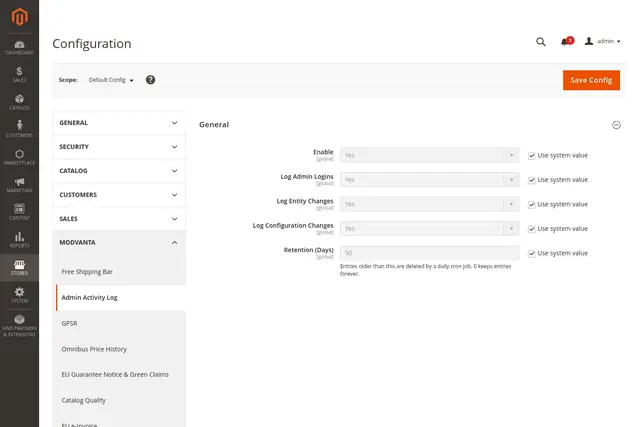 Configuration
1
admin
Scope:
Default Config
?
Save Config
DASHBOARD
SALES
CATALOG
CUSTOMERS
MARKETPLACE
MARKETING
CONTENT
REPORTS
STORES
SYSTEM
FIND PARTNERS
& EXTENSIONS
GENERAL
SECURITY
CATALOG
CUSTOMERS
SALES
MODVANTA
Free Shipping Bar
Admin Activity Log
GPSR
Omnibus Price History
EU Guarantee Notice & Green Claims
Catalog Quality
EU e-Invoice
General
Enable
[global]
Yes
Use system value
Log Admin Logins
[global]
Yes
Use system value
Log Entity Changes
[global]
Yes
Use system value
Log Configuration Changes
[global]
Yes
Use system value
Retention (Days)
[global]
90
Use system value
Entries older than this are deleted by a daily cron job, 0 keeps entries
forever.